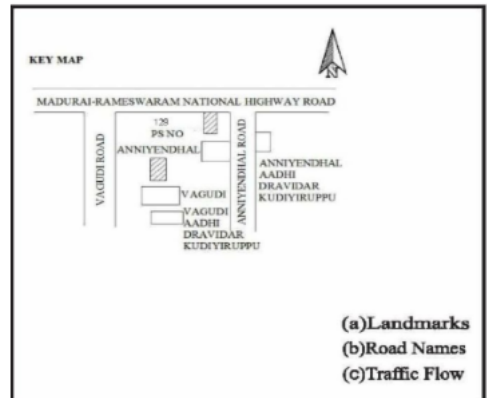 N
KEY MAP
MADURAI-RAMESWARAM NATIONAL HIGHWAY ROAD
VAGUDI ROAD
129
PS NO
ANNIYENDHAL
ANNIYENDHAL ROAD
ANNIYENDHAL
AADHI
DRAVIDAR
KUDIYIRUPPU
VAGUDI
VAGUDI
AADHI
DRAVIDAR
KUDIYIRUPPU
(a)Landmarks
(b)Road Names
(c)Traffic Flow